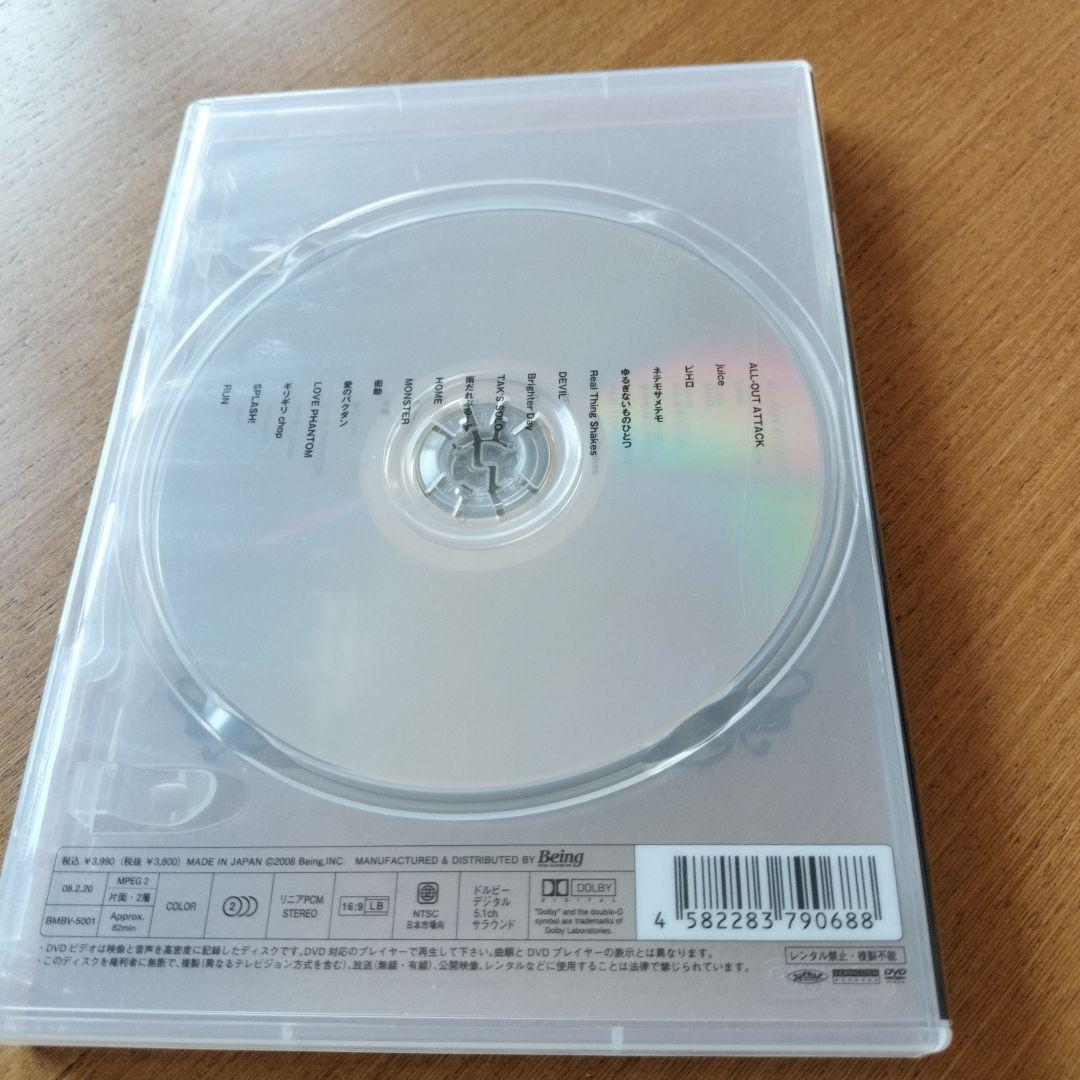 ALL-OUT ATTACK
juice
ピエロ
ネテモサメテモ
ゆるぎないものひとつ
Real Thing Shakes
DEVIL
Brighter Day
TAK'S SOLO
雨だれぶるーず
HOME
MONSTER
衝動
愛のバクダン
LOVE PHANTOM
ギリギリ chop
SPLASH!
RUN
税込 ¥3,990 (税抜 ¥3,800) MADE IN JAPAN ©2008 Being,INC. MANUFACTURED & DISTRIBUTED BY Being
08.2.20
BMBV-5001
MPEG 2
片面・2層
Approx.
82min
COLOR
2
リニアPCM
STEREO
16:9 LB
2
NTSC
日本市場向
ドルビー
デジタル
5.1ch
サラウンド
DOLBY
DIGITAL
"Dolby" and the double-D
symbol are trademarks of
Dolby Laboratories.
4 582283 790688
・DVD ビデオは映像と音声を高密度に記録したディスクです。DVD 対応のプレイヤーで再生して下さい。曲順と DVD プレイヤーの表示とは異なります。
・このディスクを権利者に無断で、複製(異なるテレビジョン方式を含む)、放送(無線・有線)、公開映像、レンタルなどに使用することは法律で禁じられています。
レンタル禁止・複製不能
VERMILLION
RECORDS
DVD
VIDEO